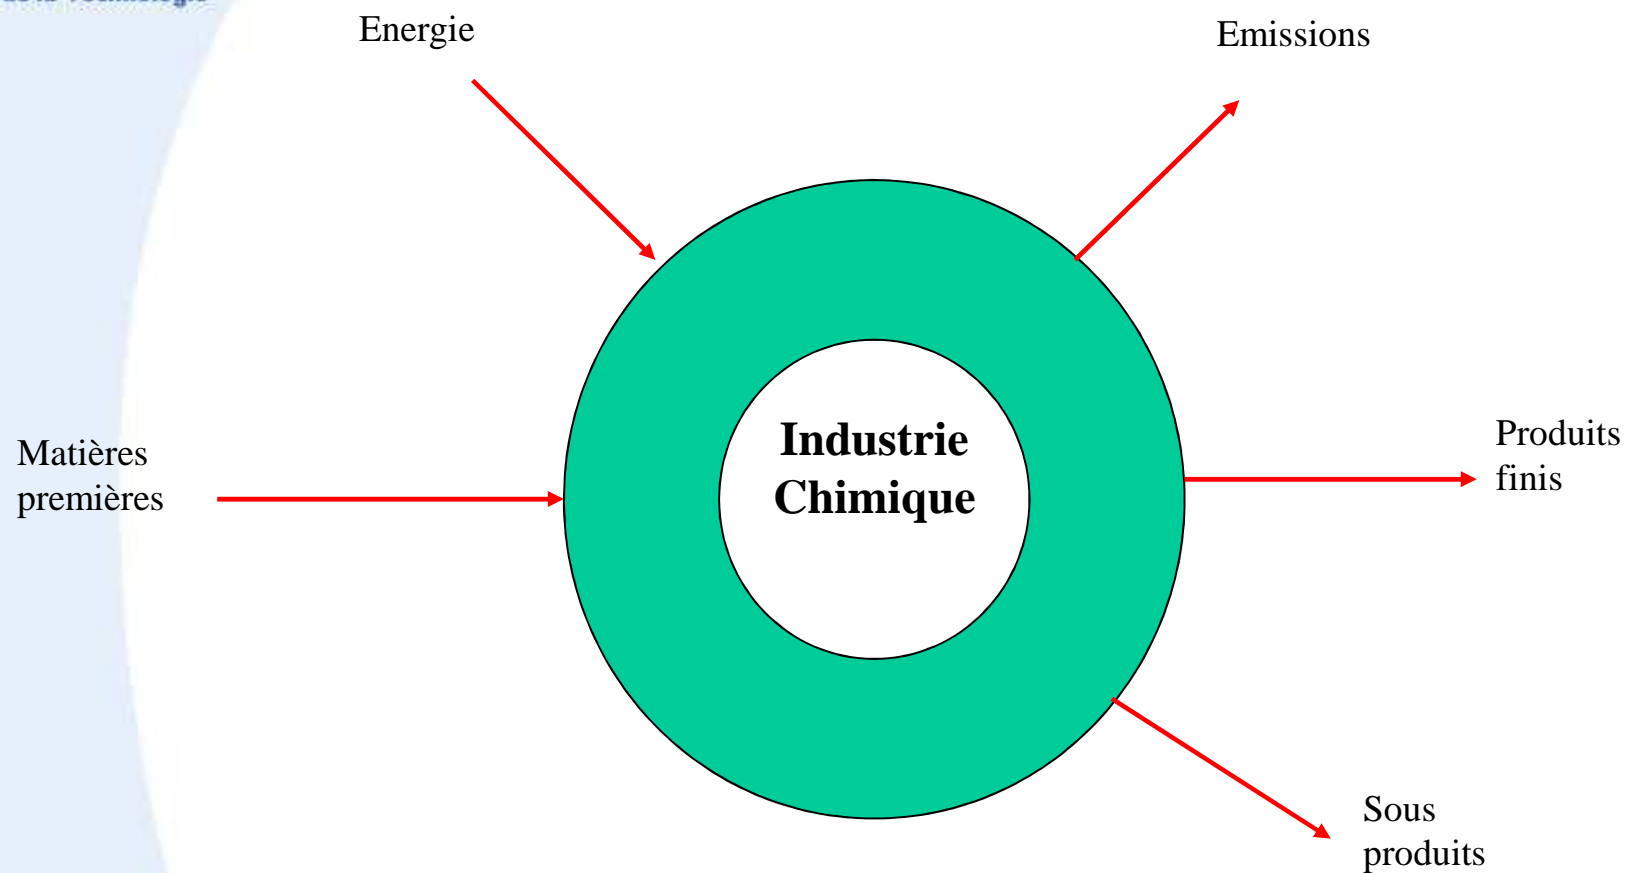 Energie
Emissions
Matières
premières
Industrie
Chimique
Produits
finis
Sous
produits